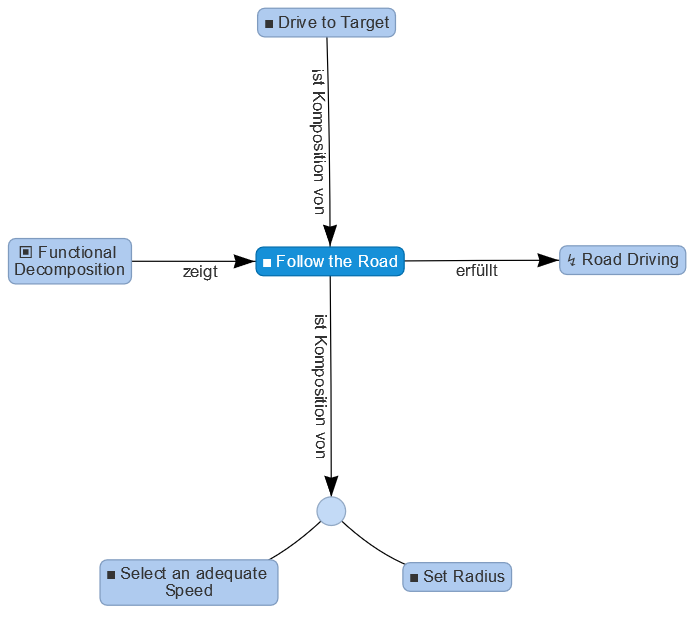 Drive to Target
ist Komposition von
Functional
Decomposition
zeigt
Follow the Road
erfüllt
Road Driving
ist Komposition von
Select an adequate
Speed
Set Radius